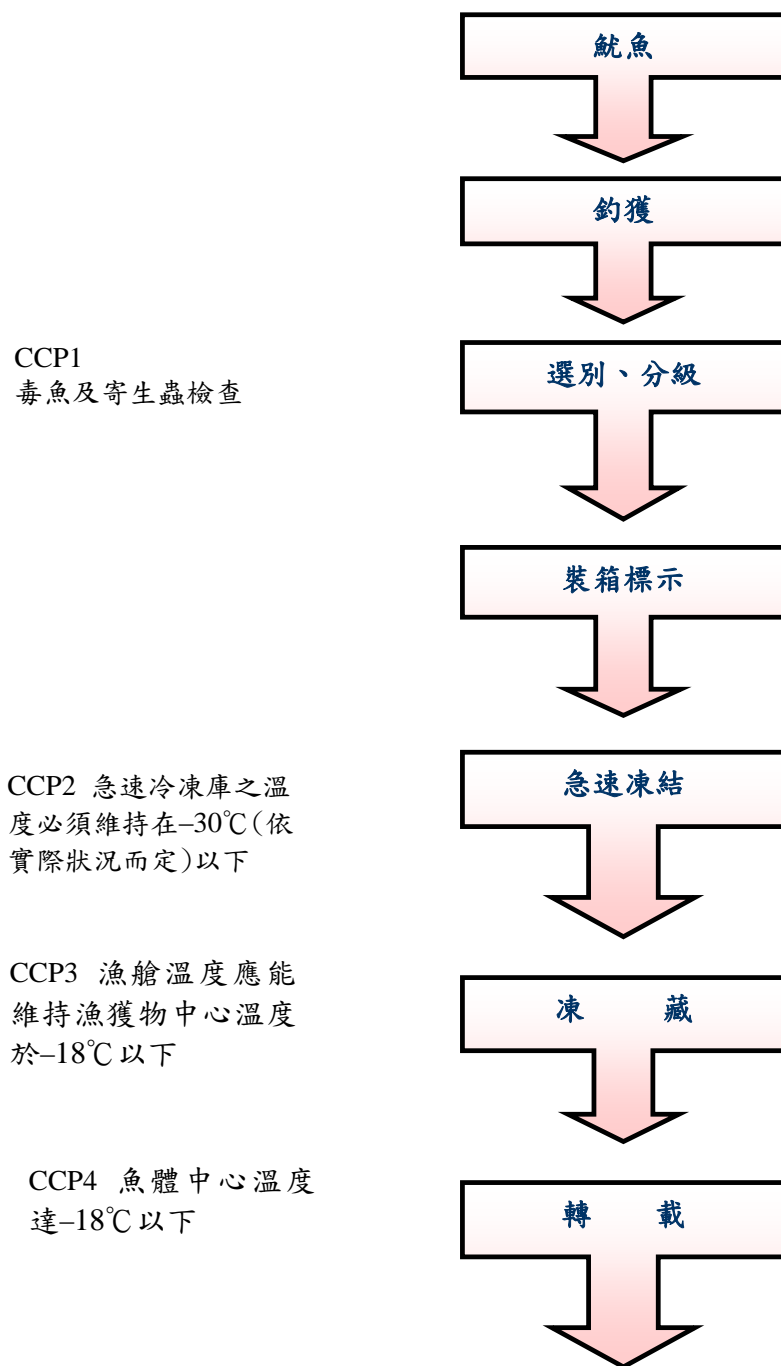 魷魚
釣獲
CCP1
毒魚及寄生蟲檢查
選別、分級
裝箱標示
CCP2 急速冷凍庫之溫
度必須維持在–30℃(依
實際狀況而定)以下
急速凍結
CCP3 漁艙溫度應能
維持漁獲物中心溫度
於–18℃以下
凍 藏
CCP4 魚體中心溫度
達–18℃以下
轉 載